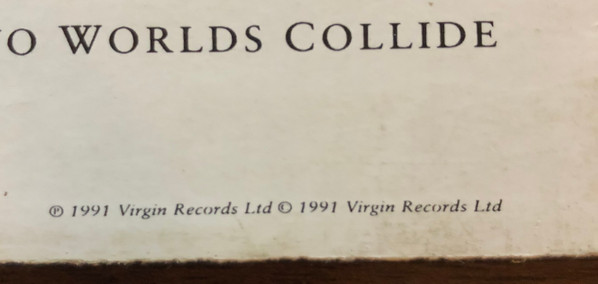 O WORLDS COLLIDE
℗ 1991 Virgin Records Ltd © 1991 Virgin Records Ltd